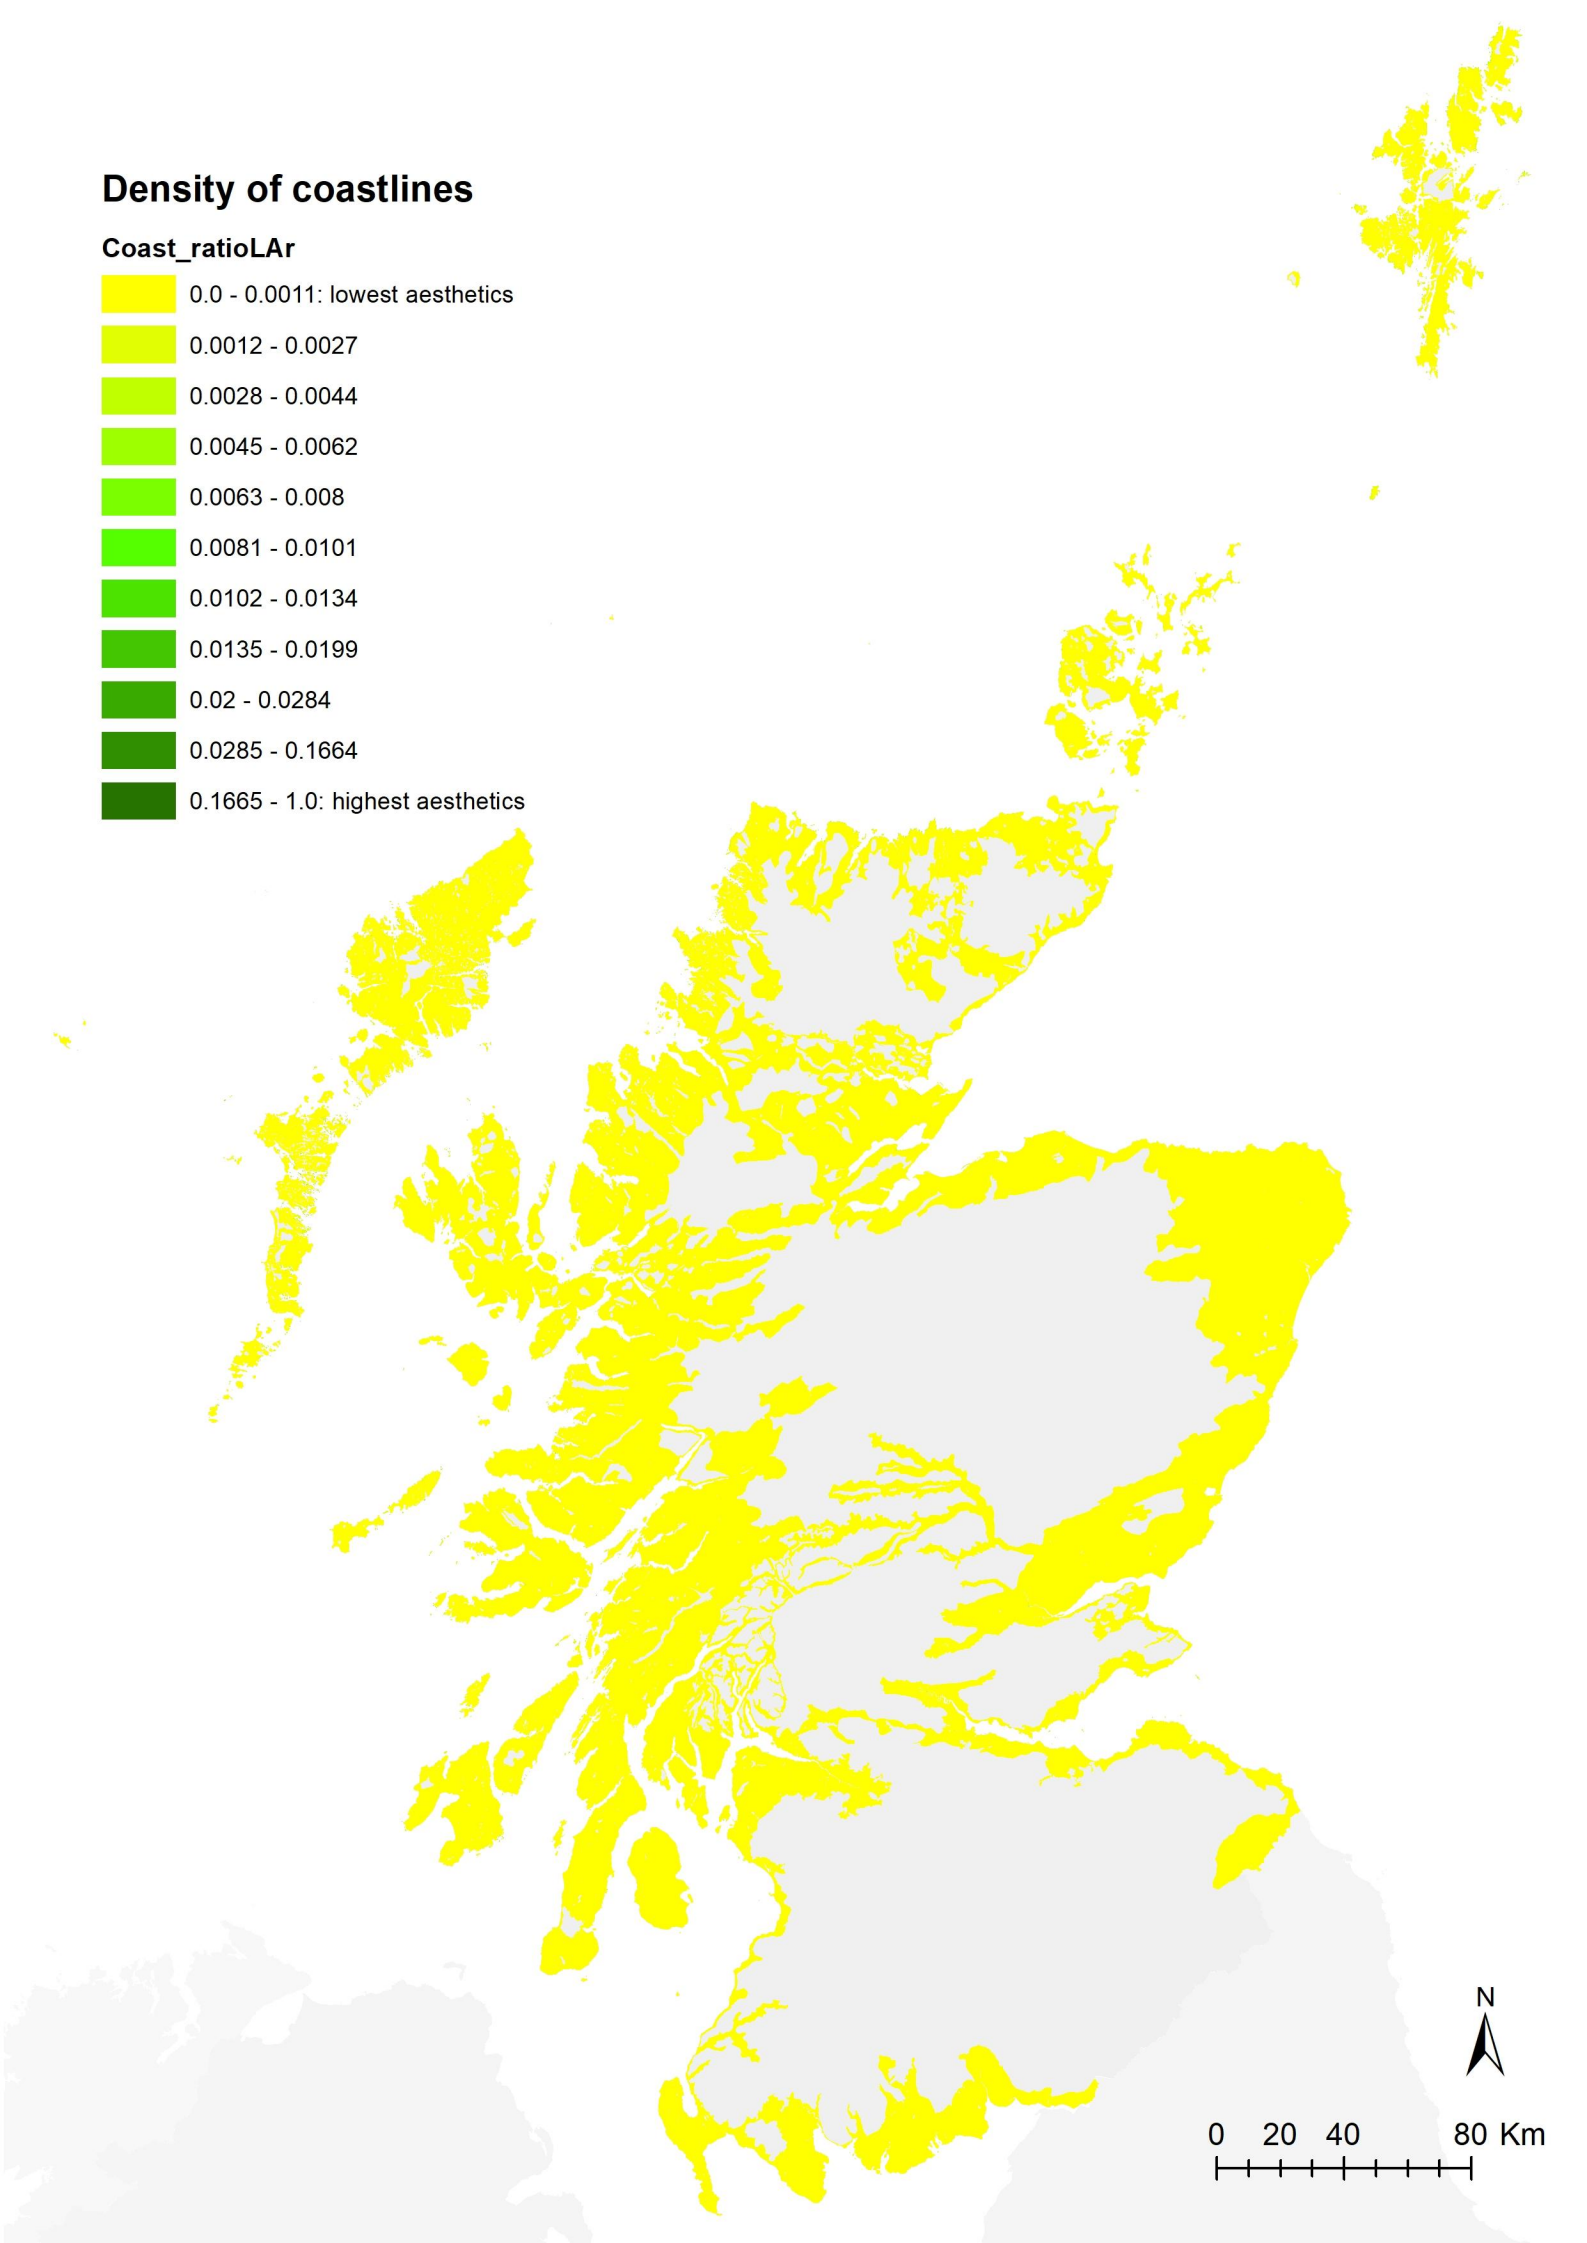 Density of coastlines
Coast_ratioLAr
0.0 - 0.0011: lowest aesthetics
0.0012 - 0.0027
0.0028 - 0.0044
0.0045 - 0.0062
0.0063 - 0.008
0.0081 - 0.0101
0.0102 - 0.0134
0.0135 - 0.0199
0.02 - 0.0284
0.0285 - 0.1664
0.1665 - 1.0: highest aesthetics
N
0 20 40 80 Km